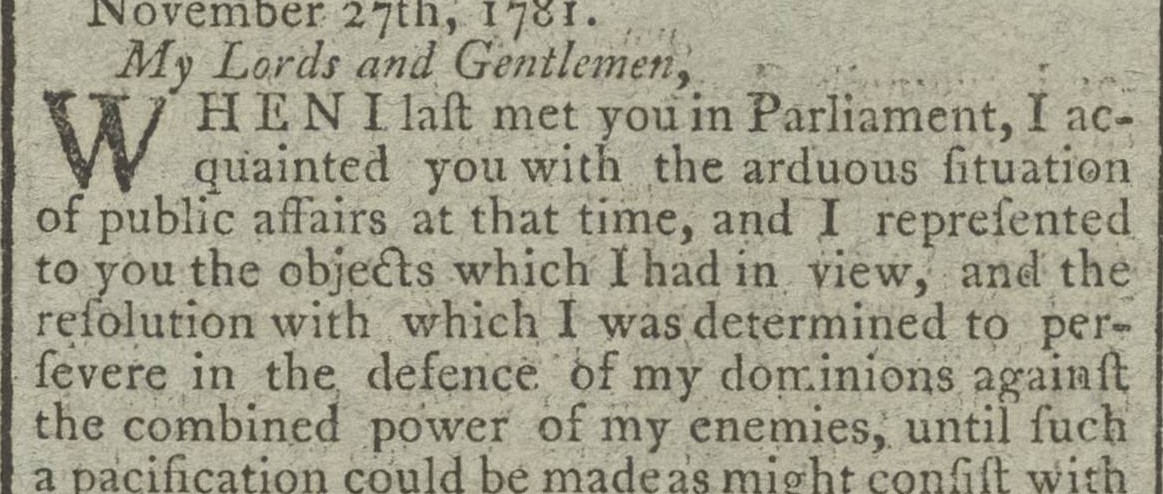 November 27th, 1781.
My Lords and Gentlemen,
WHEN I laſt met you in Parliament, I ac-
quainted you with the arduous ſituation
of public affairs at that time, and I repreſented
to you the objects which I had in view, and the
reſolution with which I was determined to per-
ſevere in the defence of my dominions againſt
the combined power of my enemies, until ſuch
a pacification could be made as might conſiſt with